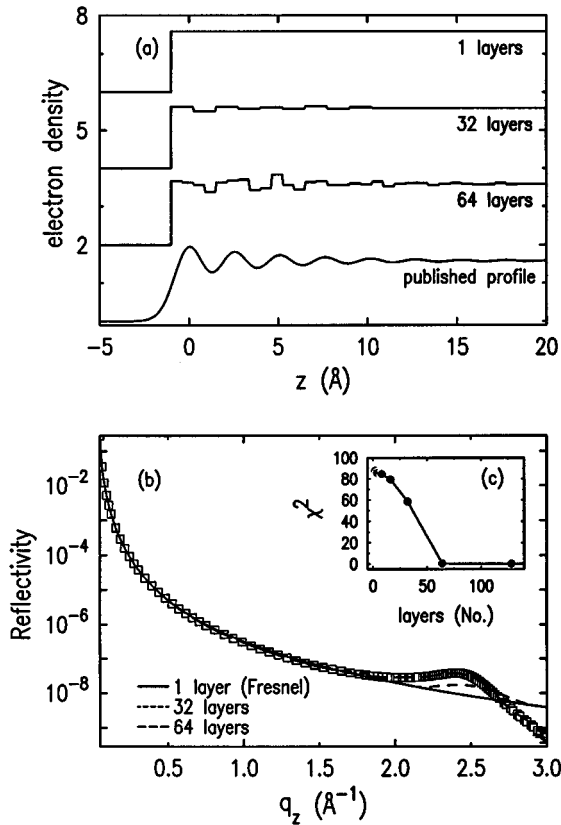 8
(a)
1 layers
5
32 layers
64 layers
2
published profile
electron density
-5 0 5 10 15 20
z (Å)
(b)
10^-2
10^-4
10^-6
10^-8
Reflectivity
1 layer (Fresnel)
32 layers
64 layers
0.5 1.0 1.5 2.0 2.5 3.0
q_z (Å^-1)
(c)
100
80
60
40
20
0
χ^2
0 50 100
layers (No.)